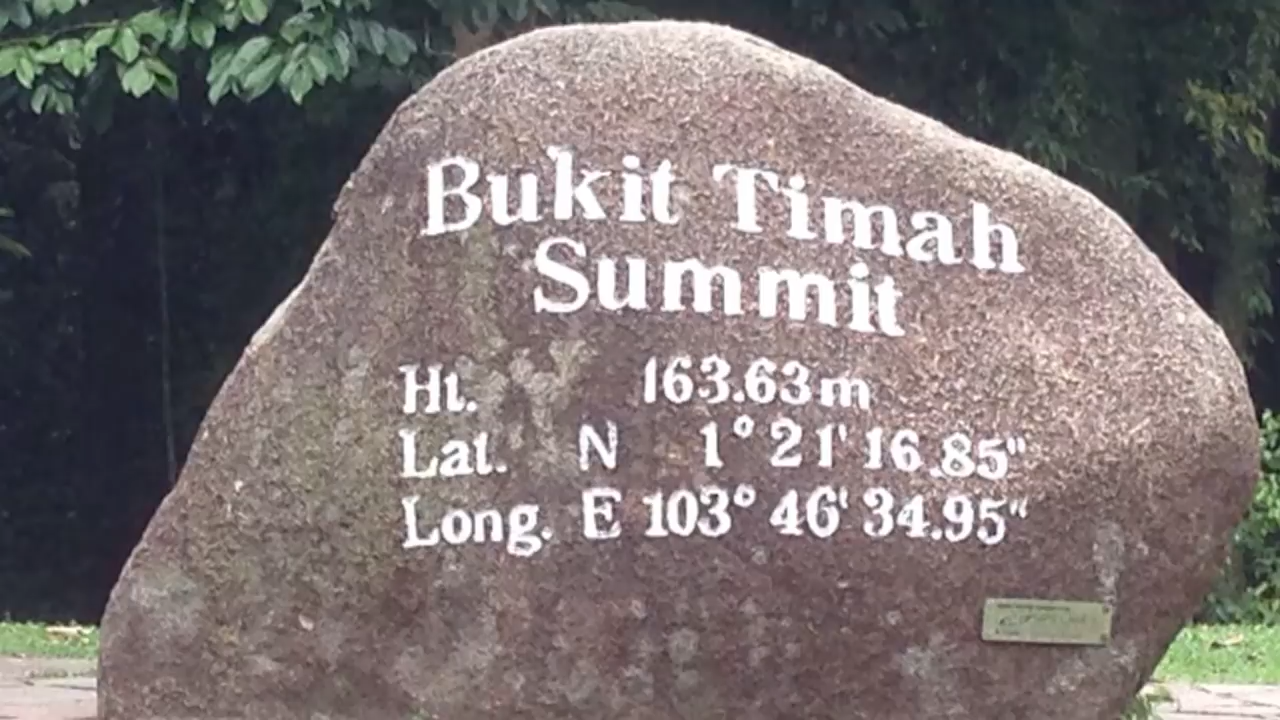 Bukit Timah
Summit
Ht. 163.63m
Lat. N 1° 21' 16.85"
Long. E 103° 46' 34.95"